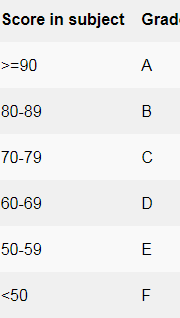 Score in subject Grad
>=90 A
80-89 B
70-79 C
60-69 D
50-59 E
<50 F